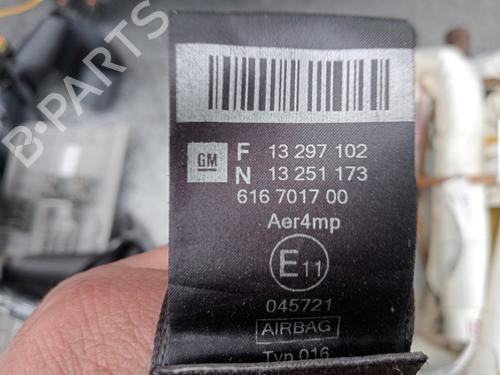 B-PARTS
GM
F 13 297 102
N 13 251 173
616 7017 00
Aer4mp
E11
045721
AIRBAG
Typ 016